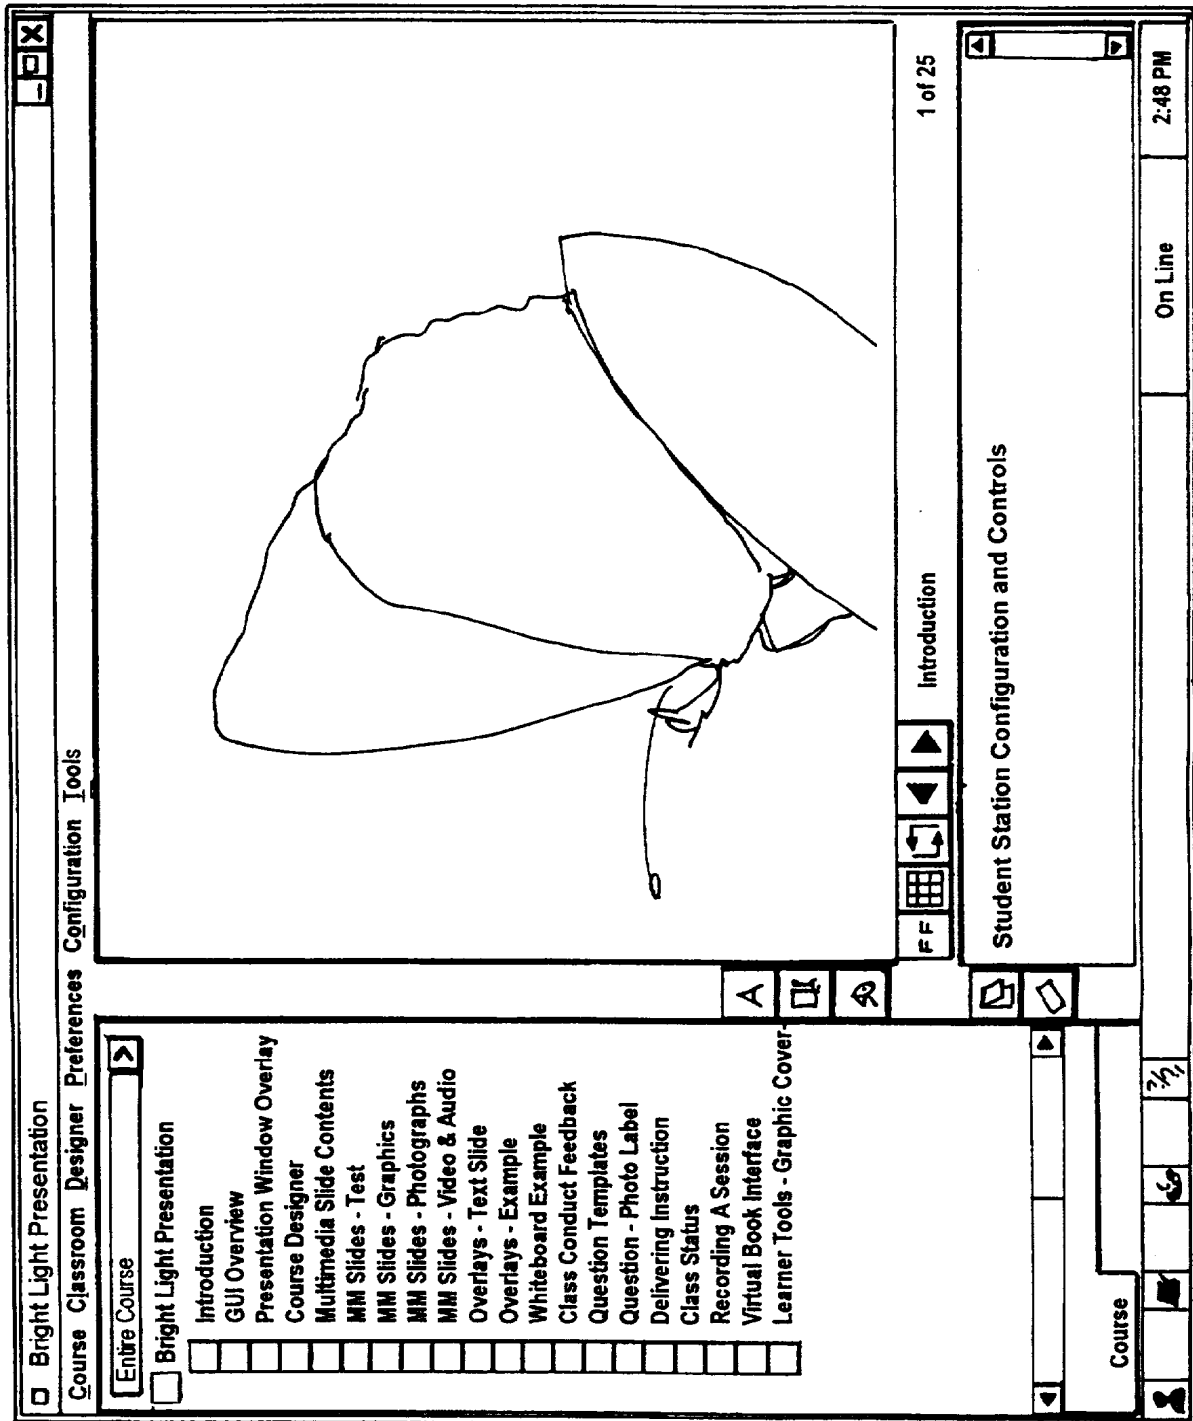 Bright Light Presentation
Course Classroom Designer Preferences Configuration Tools
Entire Course
Bright Light Presentation
Introduction
GUI Overview
Presentation Window Overlay
Course Designer
Multimedia Slide Contents
MM Slides - Test
MM Slides - Graphics
MM Slides - Photographs
MM Slides - Video & Audio
Overlays - Text Slide
Overlays - Example
Whiteboard Example
Class Conduct Feedback
Question Templates
Question - Photo Label
Delivering Instruction
Class Status
Recording A Session
Virtual Book Interface
Learner Tools - Graphic Cover-
Course
A
FF
Introduction
1 of 25
Student Station Configuration and Controls
On Line
2:48 PM